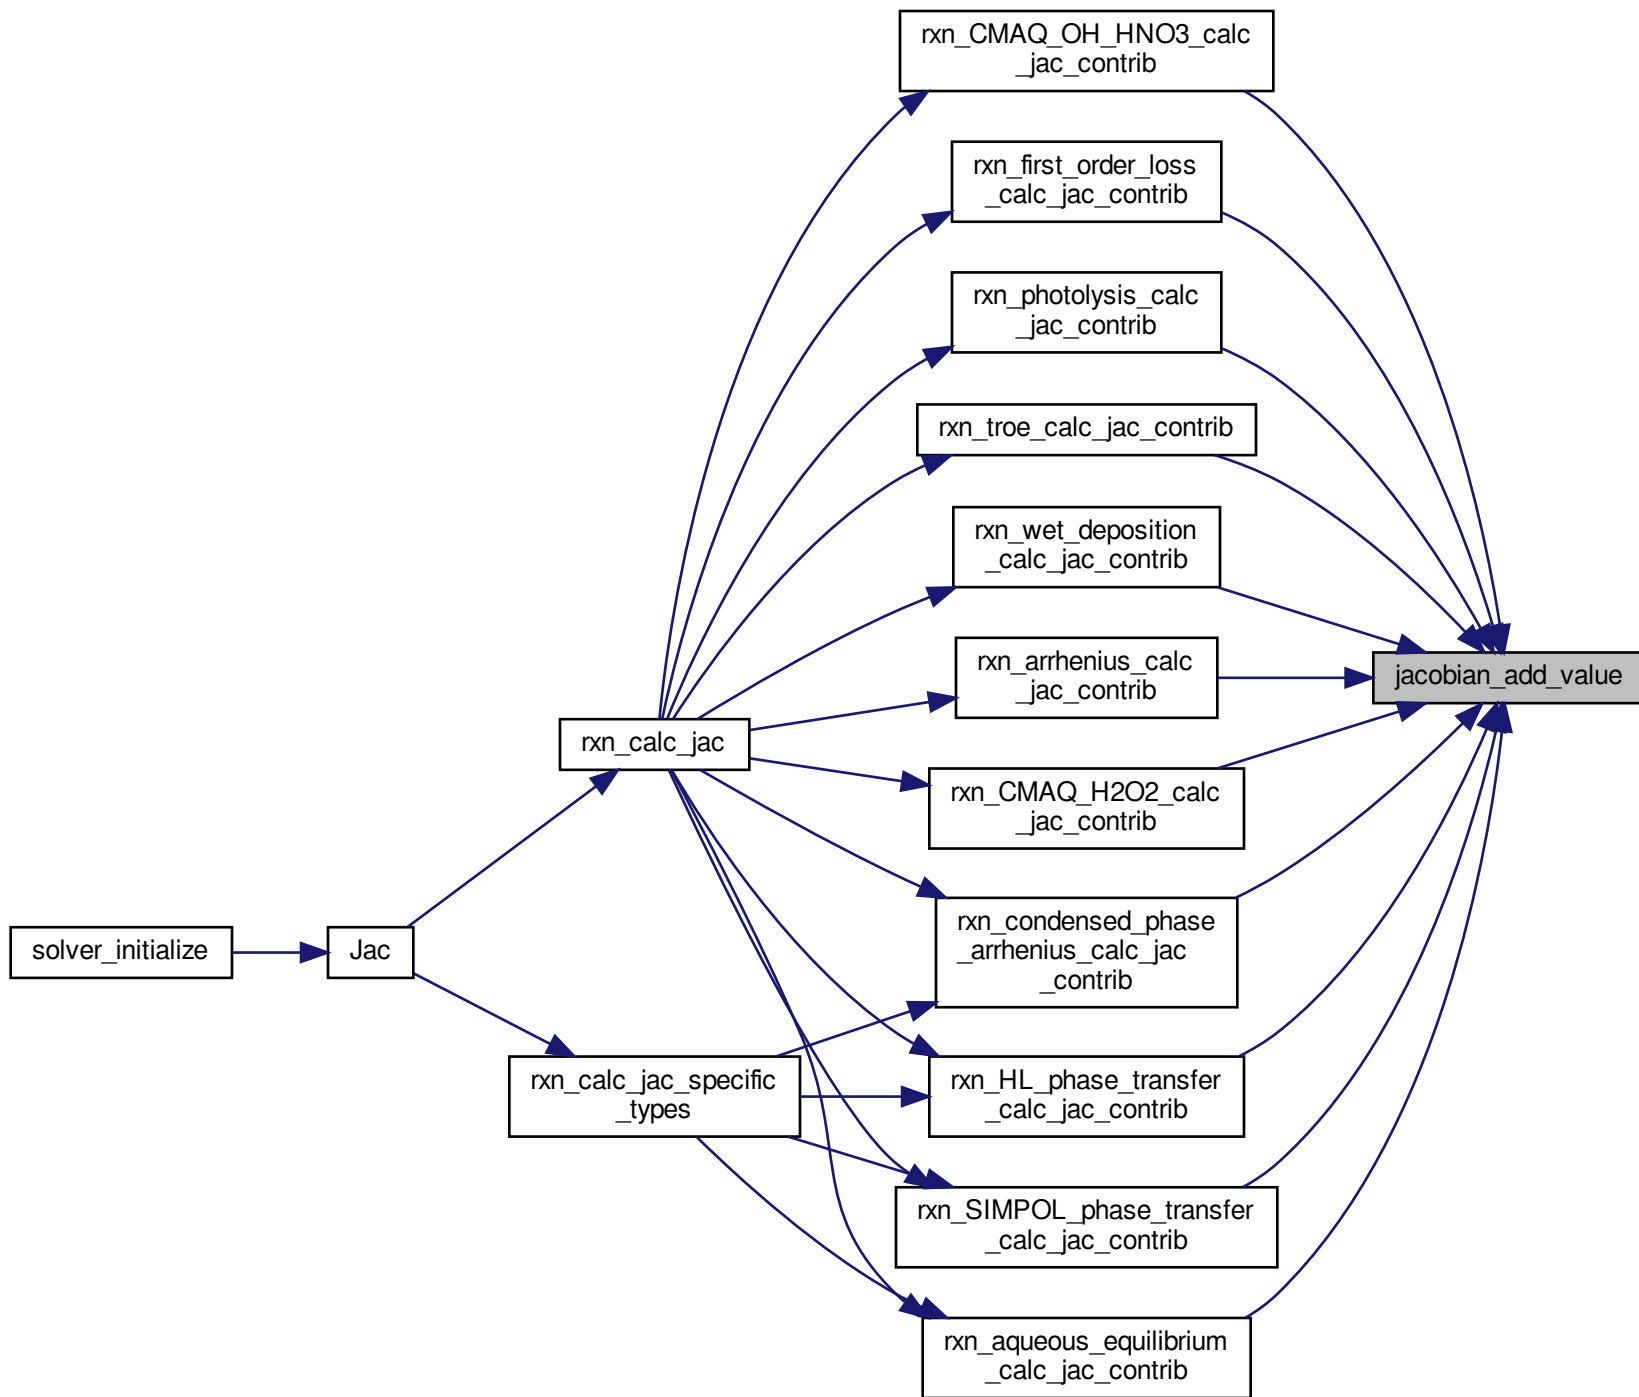 rxn_CMAQ_OH_HNO3_calc
_jac_contrib
rxn_first_order_loss
_calc_jac_contrib
rxn_photolysis_calc
_jac_contrib
rxn_troe_calc_jac_contrib
rxn_wet_deposition
_calc_jac_contrib
rxn_arrhenius_calc
_jac_contrib
jacobian_add_value
rxn_calc_jac
rxn_CMAQ_H2O2_calc
_jac_contrib
rxn_condensed_phase
_arrhenius_calc_jac
_contrib
solver_initialize
Jac
rxn_calc_jac_specific
_types
rxn_HL_phase_transfer
_calc_jac_contrib
rxn_SIMPOL_phase_transfer
_calc_jac_contrib
rxn_aqueous_equilibrium
_calc_jac_contrib